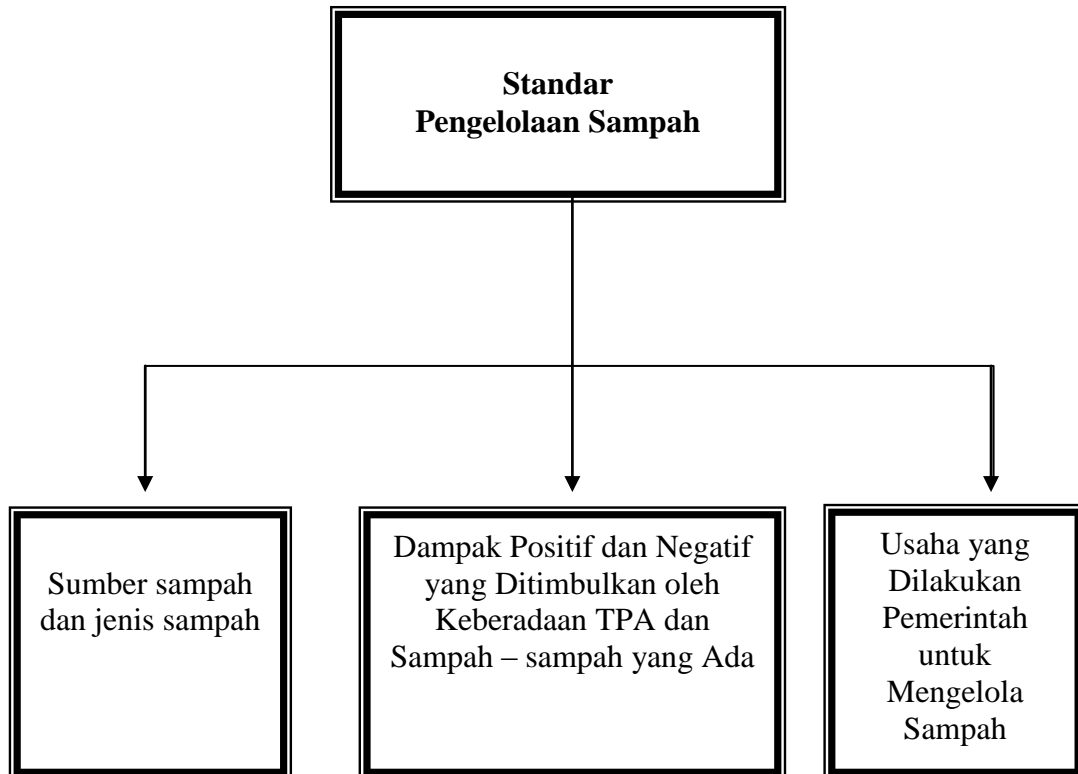 Standar
Pengelolaan Sampah
Sumber sampah
dan jenis sampah
Dampak Positif dan Negatif
yang Ditimbulkan oleh
Keberadaan TPA dan
Sampah – sampah yang Ada
Usaha yang
Dilakukan
Pemerintah
untuk
Mengelola
Sampah